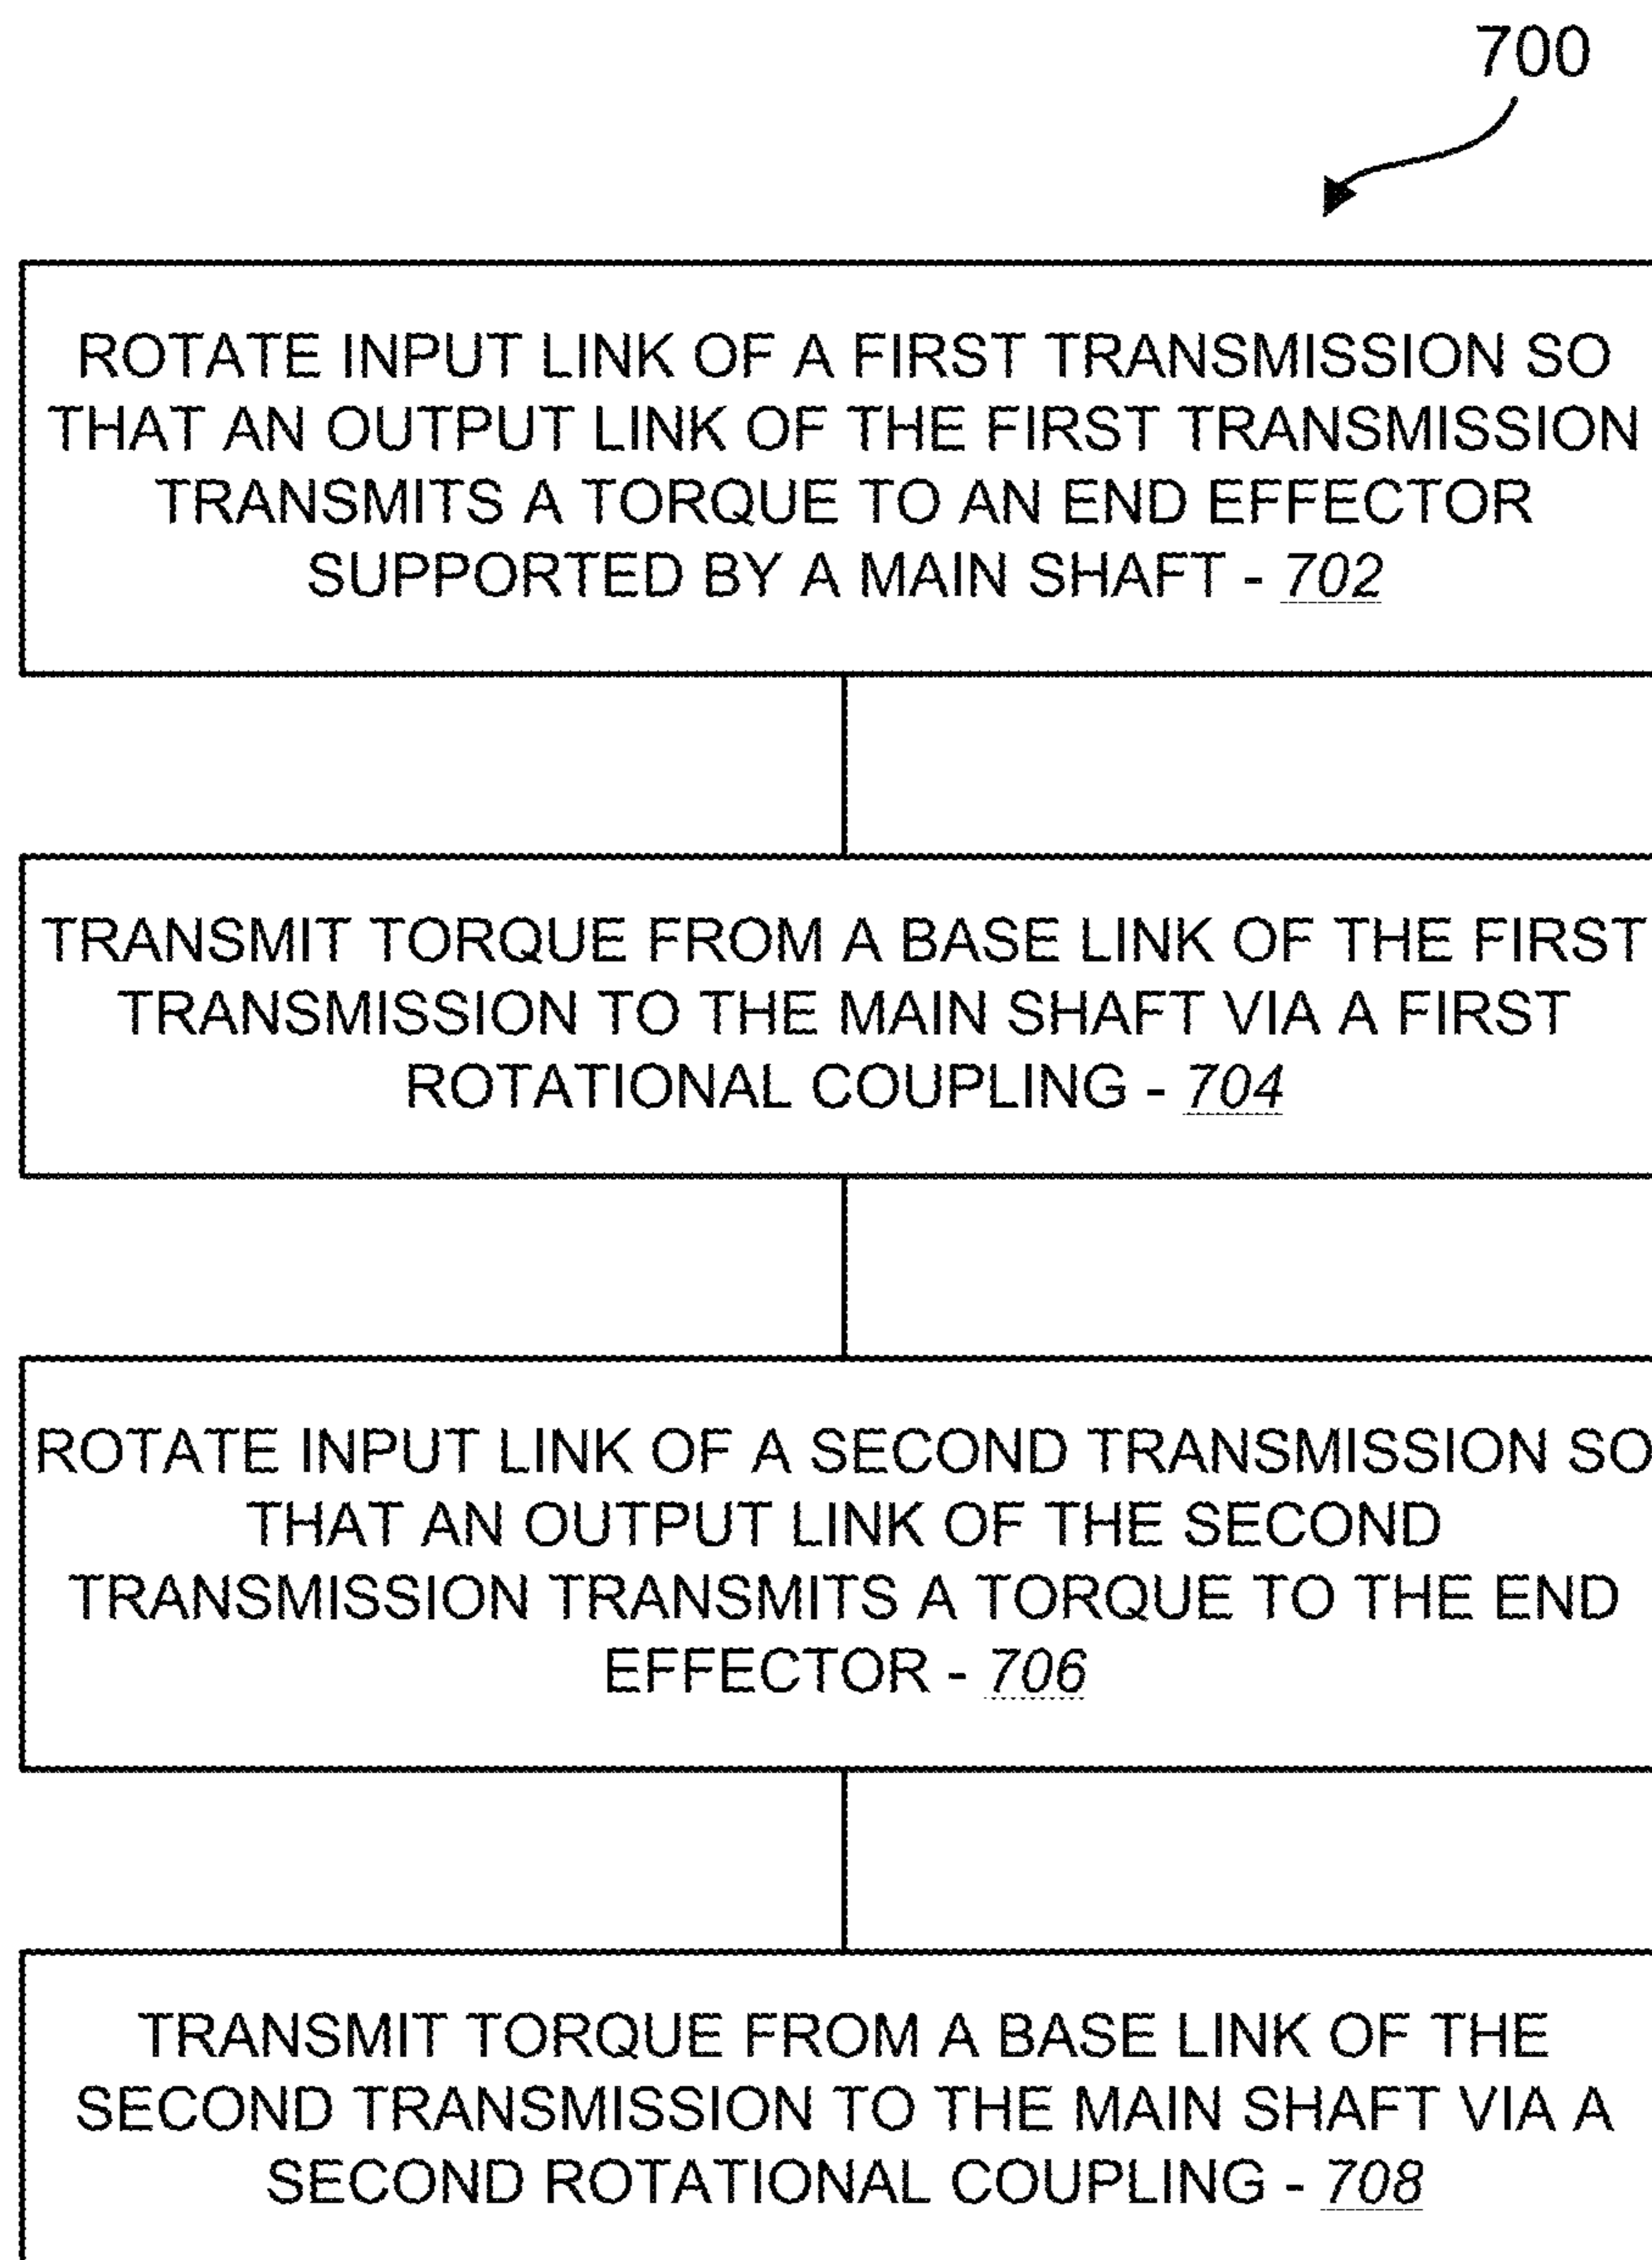 700
ROTATE INPUT LINK OF A FIRST TRANSMISSION SO
THAT AN OUTPUT LINK OF THE FIRST TRANSMISSION
TRANSMITS A TORQUE TO AN END EFFECTOR
SUPPORTED BY A MAIN SHAFT - 702
TRANSMIT TORQUE FROM A BASE LINK OF THE FIRST
TRANSMISSION TO THE MAIN SHAFT VIA A FIRST
ROTATIONAL COUPLING - 704
ROTATE INPUT LINK OF A SECOND TRANSMISSION SO
THAT AN OUTPUT LINK OF THE SECOND
TRANSMISSION TRANSMITS A TORQUE TO THE END
EFFECTOR - 706
TRANSMIT TORQUE FROM A BASE LINK OF THE
SECOND TRANSMISSION TO THE MAIN SHAFT VIA A
SECOND ROTATIONAL COUPLING - 708